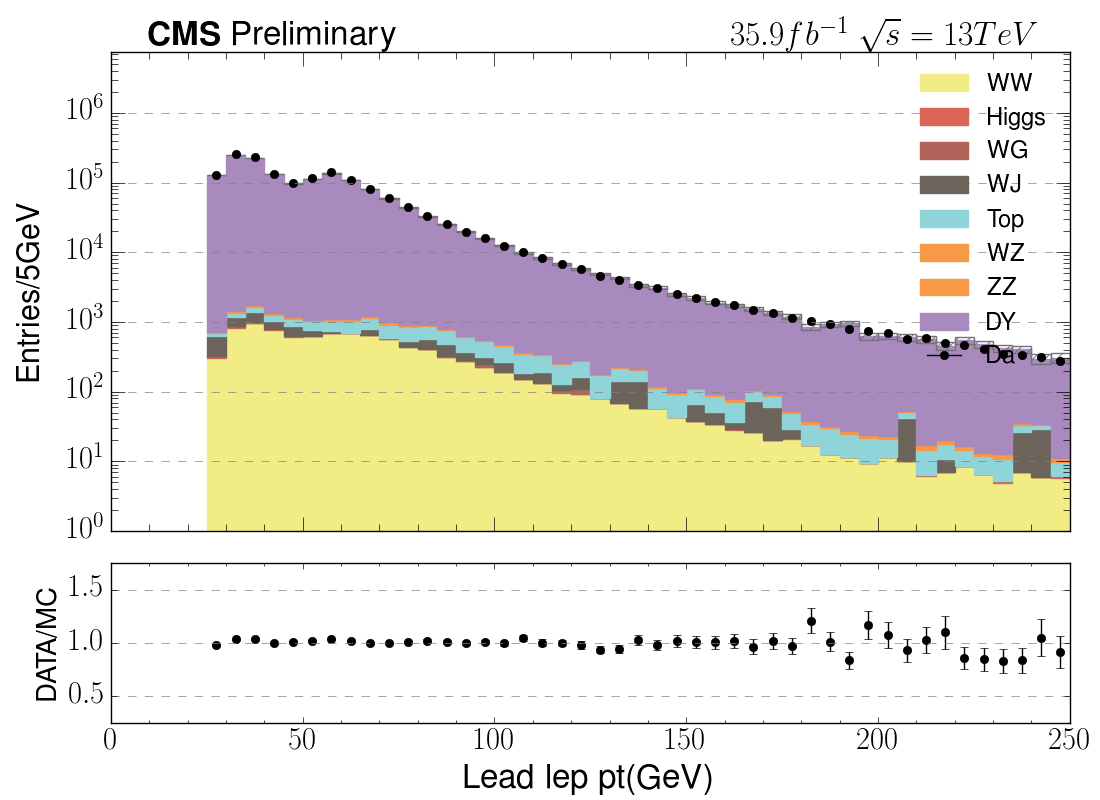 CMS Preliminary 35.9fb⁻¹ √s = 13TeV
Entries/5GeV
10⁶
10⁵
10⁴
10³
10²
10¹
10⁰
WW
Higgs
WG
WJ
Top
WZ
ZZ
DY
Da
DATA/MC
1.5
1.0
0.5
0 50 100 150 200 250
Lead lep pt(GeV)